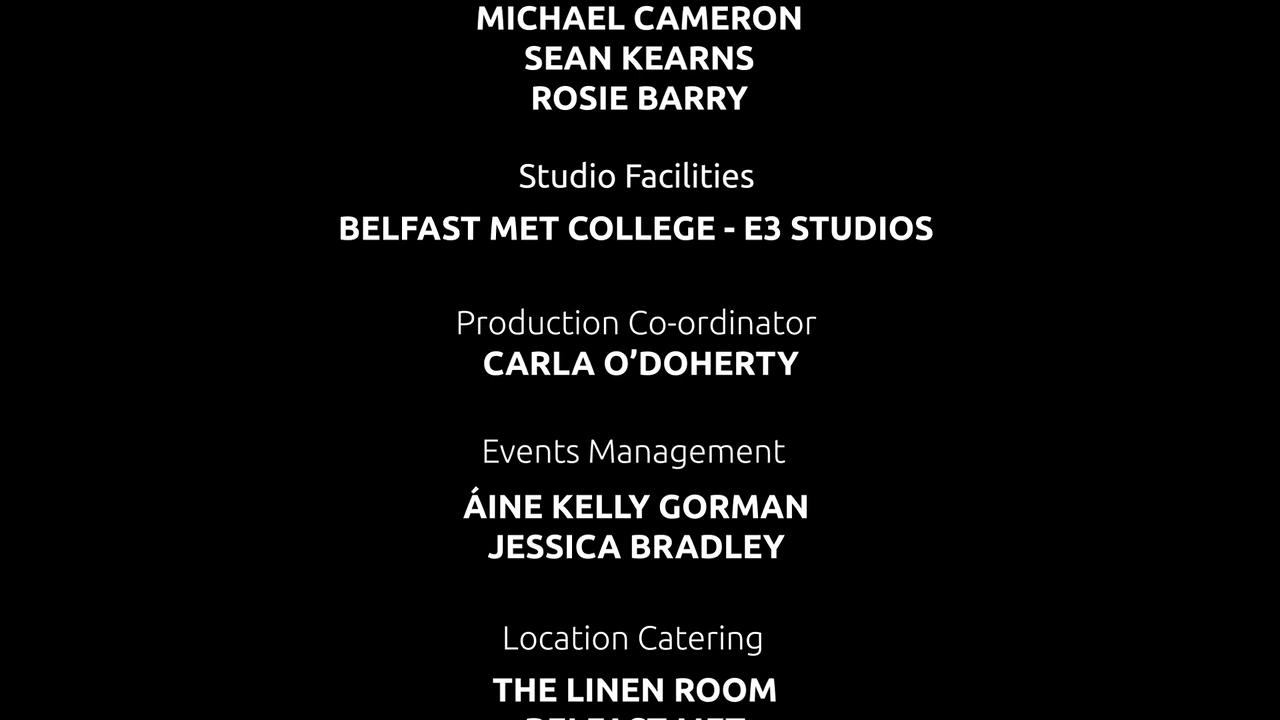 MICHAEL CAMERON
SEAN KEARNS
ROSIE BARRY
Studio Facilities
BELFAST MET COLLEGE - E3 STUDIOS
Production Co-ordinator
CARLA O’DOHERTY
Events Management
ÁINE KELLY GORMAN
JESSICA BRADLEY
Location Catering
THE LINEN ROOM